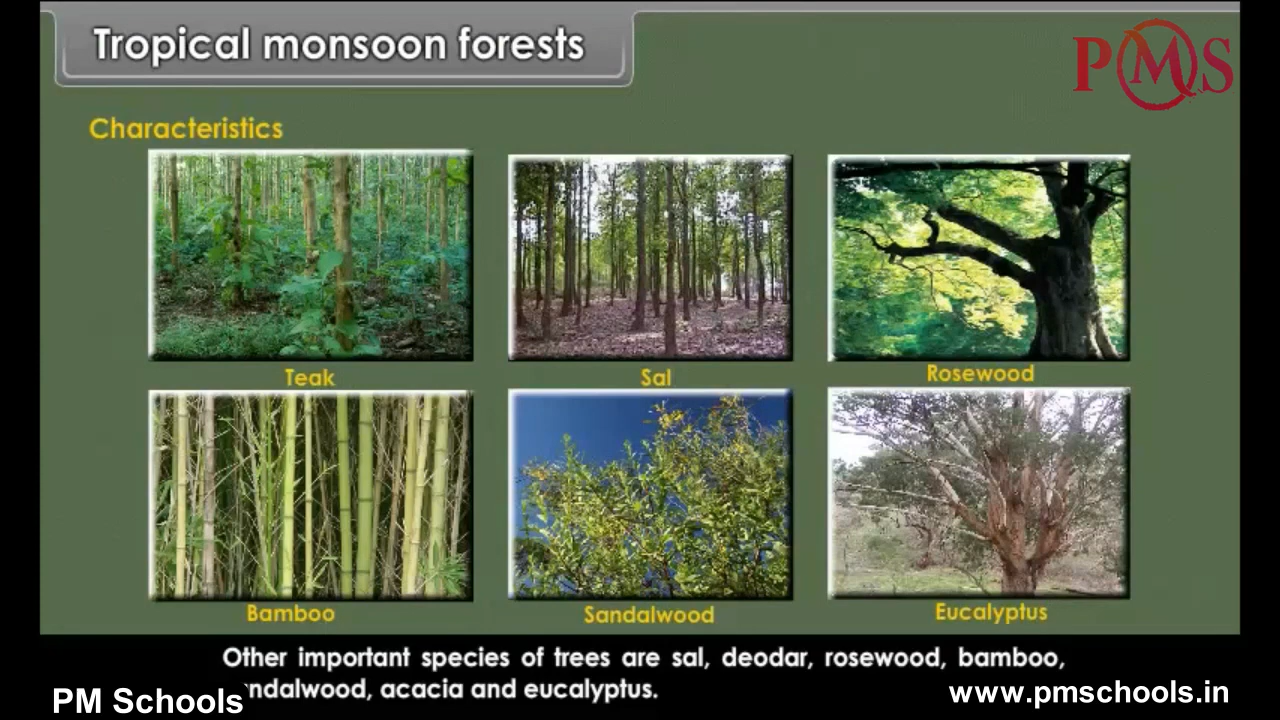 Tropical monsoon forests
PMS
Characteristics
Teak
Sal
Rosewood
Bamboo
Sandalwood
Eucalyptus
Other important species of trees are sal, deodar, rosewood, bamboo,
ndalwood, acacia and eucalyptus.
PM Schools
www.pmschools.in